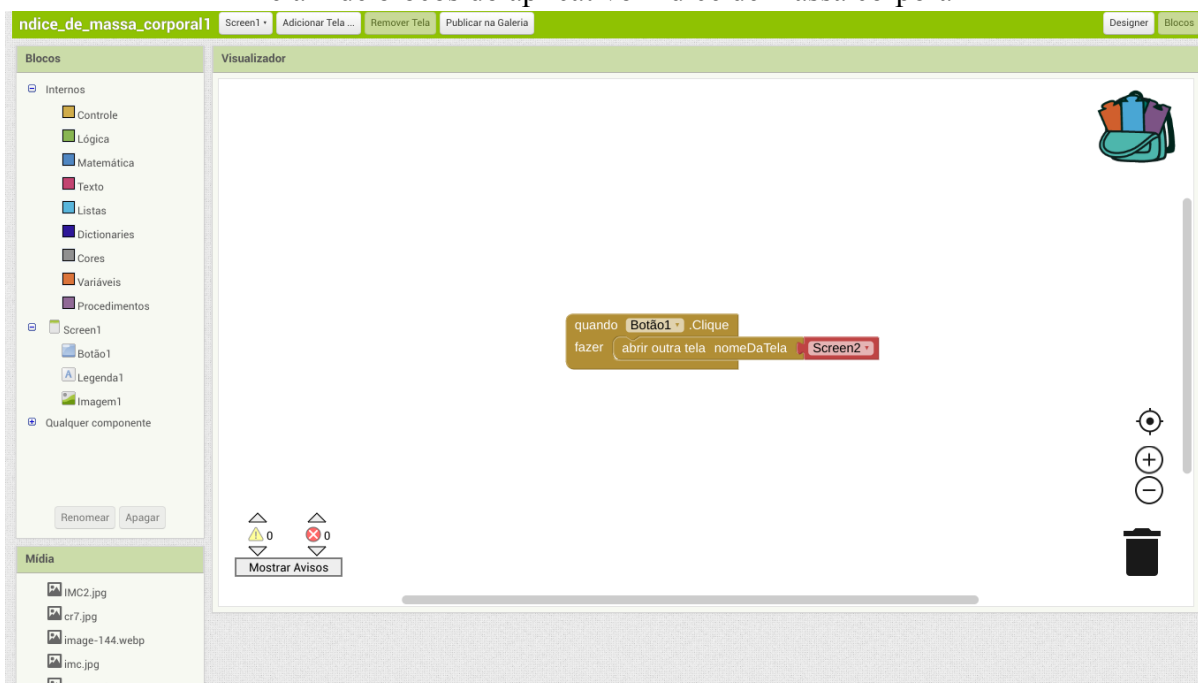 ndice_de_massa_corporal1 Screen1 Adicionar Tela ... Remover Tela Publicar na Galeria Designer Blocos
Blocos
Visualizador
Internos
Controle
Lógica
Matemática
Texto
Listas
Dictionaries
Cores
Variáveis
Procedimentos
Screen1
Botão1
Legenda1
Imagem1
Qualquer componente
Renomear Apagar
quando Botão1 .Clique
fazer abrir outra tela nomeDaTela Screen2
0 0
Mostrar Avisos
Mídia
IMC2.jpg
cr7.jpg
image-144.webp
imc.jpg